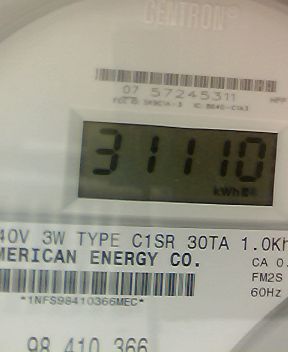 CENTRON®
07 57245311
31110
kWh
40V 3W TYPE C1SR 30TA 1.0Kh
MERICAN ENERGY CO.
CA 0.
FM2S
60Hz
*1NFS98410366MEC*
98 410 366